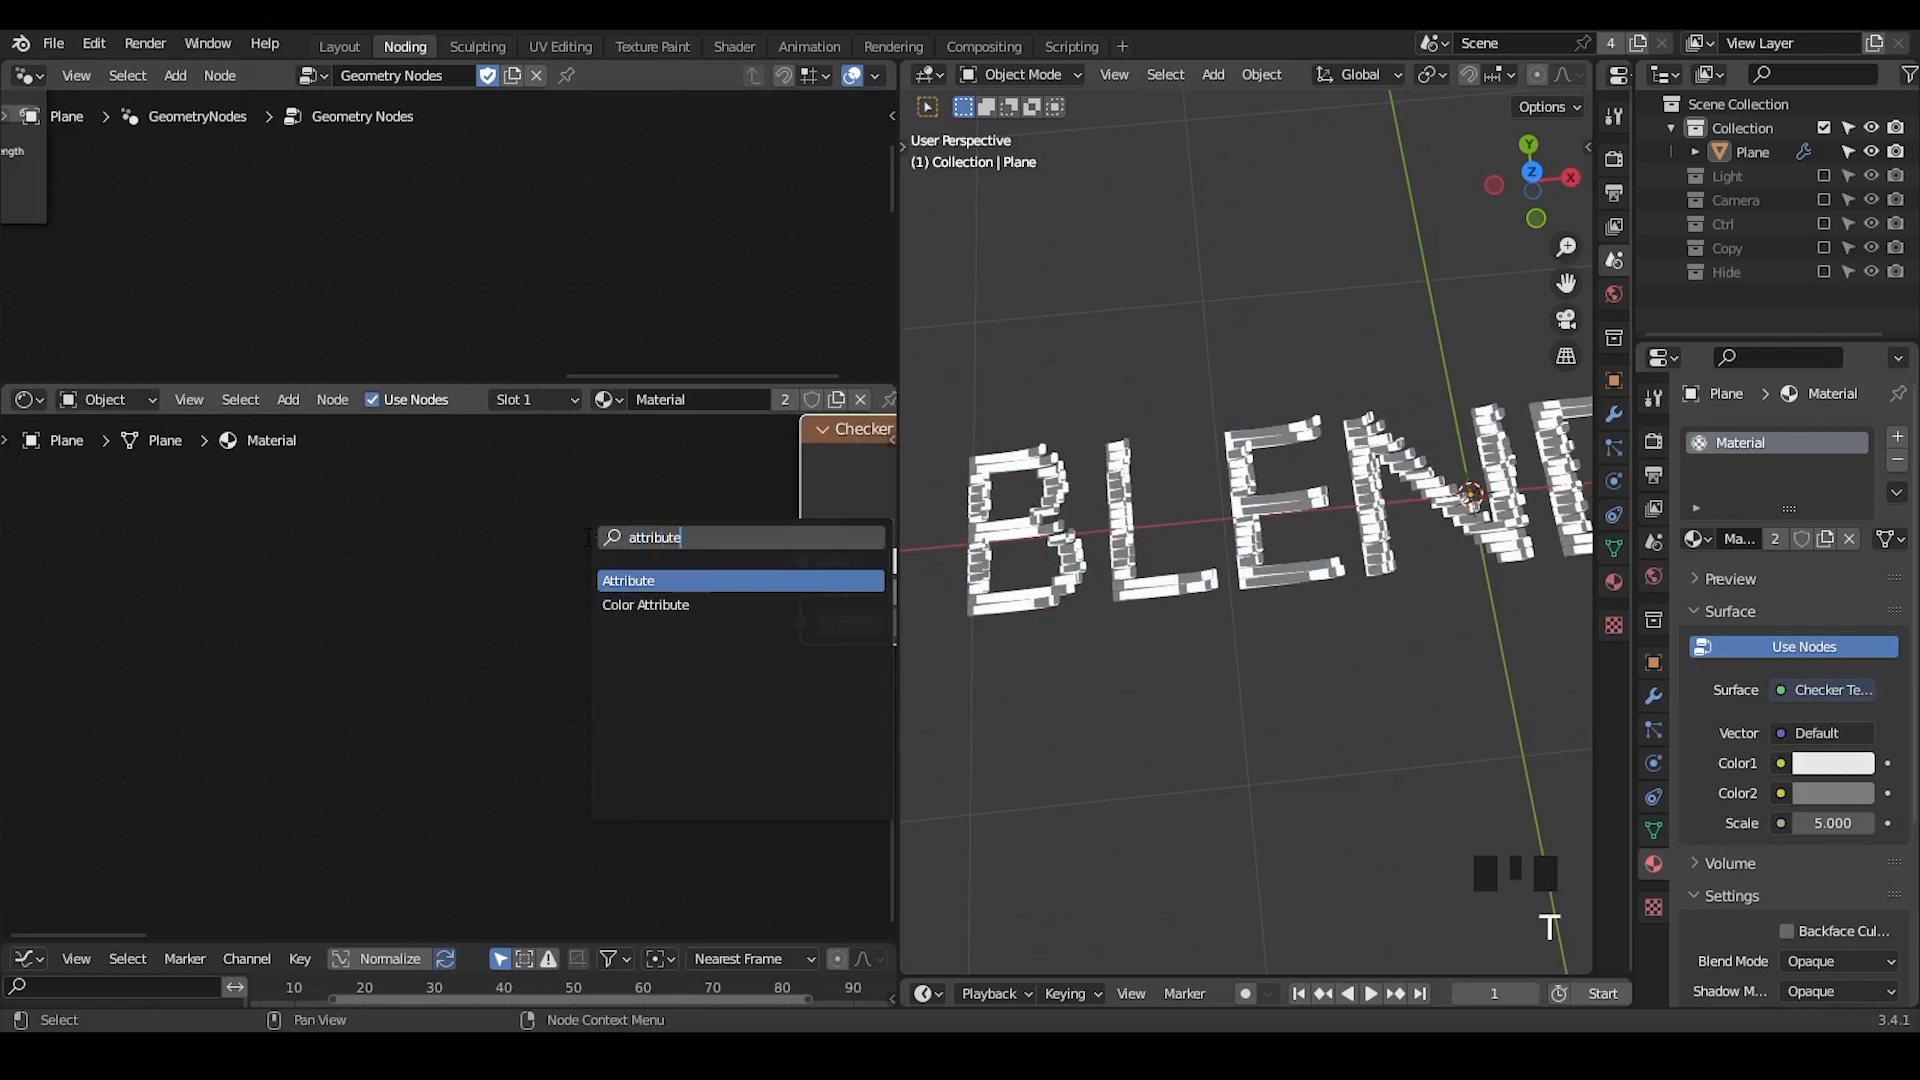 File Edit Render Window Help
Layout Noding Sculpting UV Editing Texture Paint Shader Animation Rendering Compositing Scripting
Scene 4 View Layer
View Select Add Node Geometry Nodes
Object Mode View Select Add Object Global
Plane GeometryNodes Geometry Nodes
ength
Options
User Perspective
(1) Collection | Plane
Y
Z
X
Scene Collection
Collection
Plane
Light
Camera
Ctrl
Copy
Hide
Object View Select Add Node Use Nodes Slot 1 Material 2
Plane Plane Material
Checker
attribute
Attribute
Color Attribute
Scale
BLEN
T
Plane Material
Material
Ma... 2
Preview
Surface
Use Nodes
Surface Checker Te...
Vector Default
Color1
Color2
Scale 5.000
Volume
Settings
Backface Cul...
Blend Mode Opaque
Shadow M... Opaque
View Select Marker Channel Key Normalize Nearest Frame
10 20 30 40 50 60 70 80 90
Playback Keying View Marker 1 Start
Select Pan View Node Context Menu 3.4.1